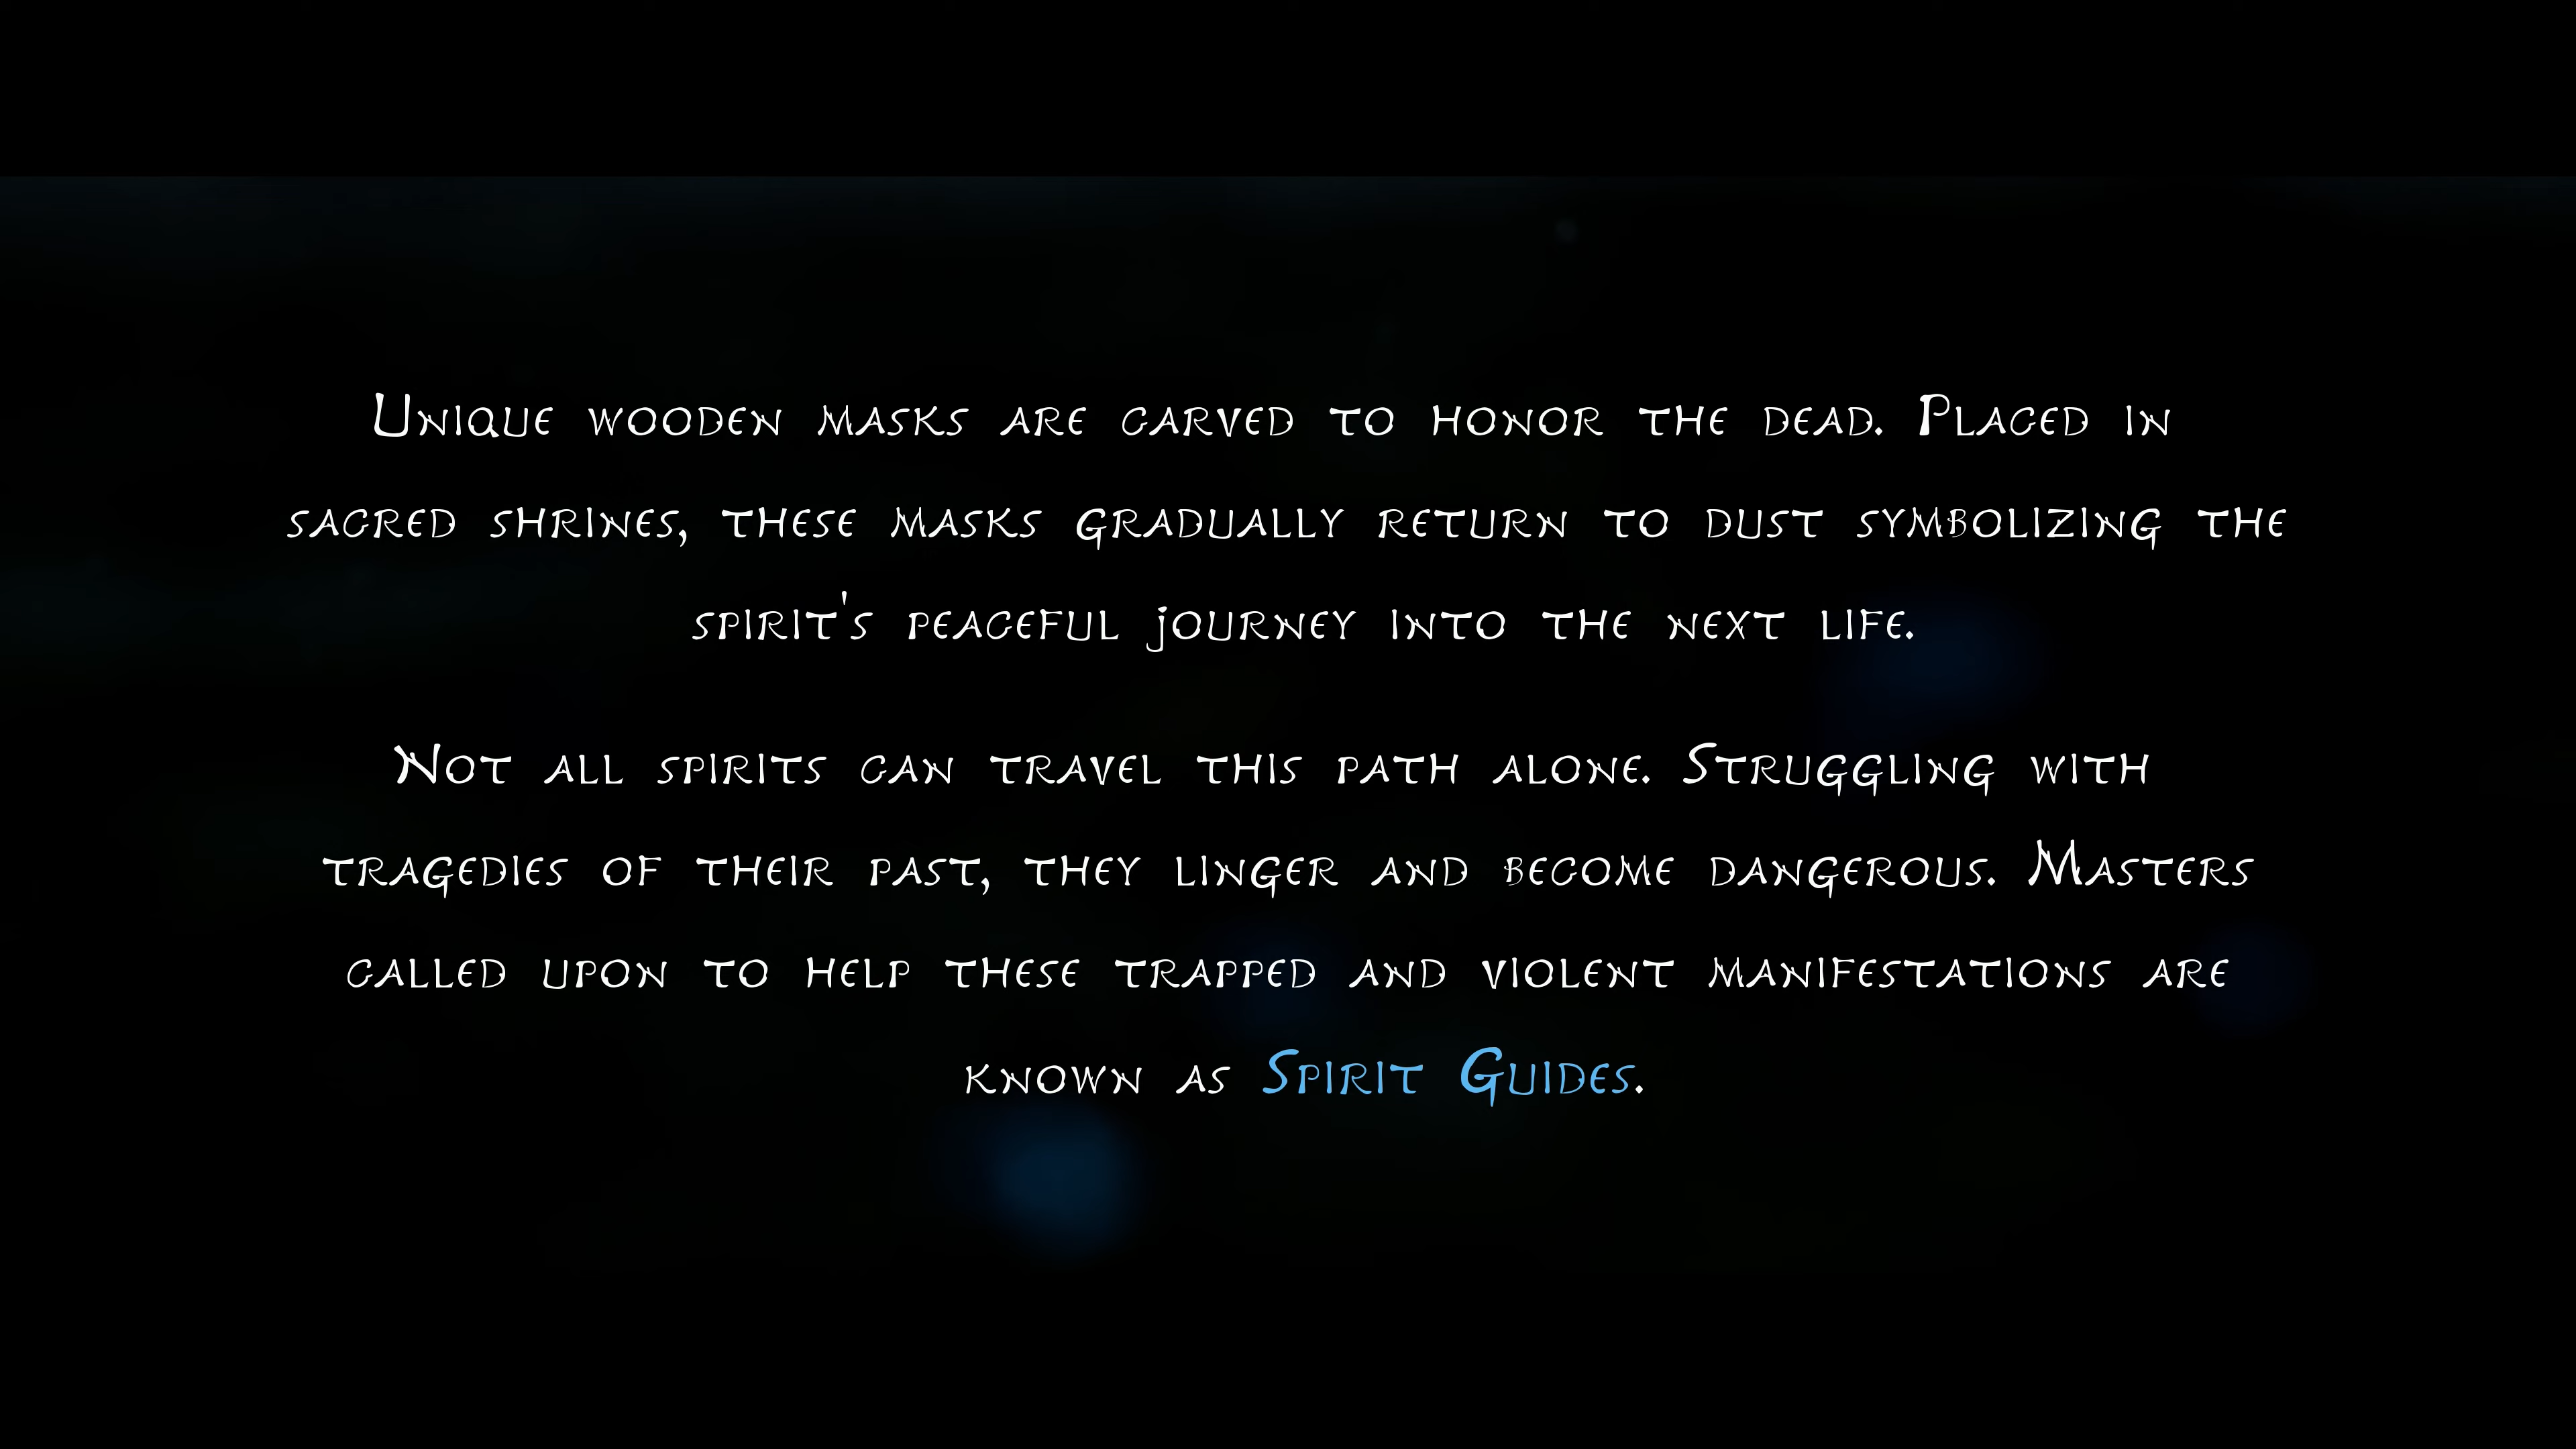 Unique wooden masks are carved to honor the dead. Placed in
sacred shrines, these masks gradually return to dust symbolizing the
spirit's peaceful journey into the next life.
Not all spirits can travel this path alone. Struggling with
tragedies of their past, they linger and become dangerous. Masters
called upon to help these trapped and violent manifestations are
known as Spirit Guides.